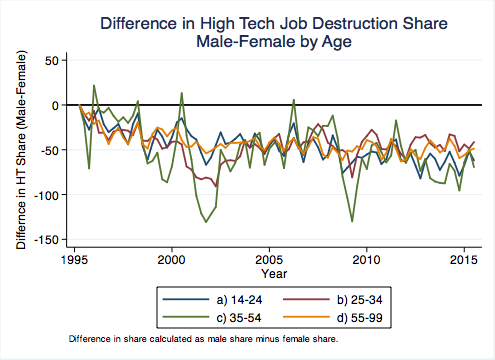 Difference in High Tech Job Destruction Share
Male-Female by Age
Differnce in HT Share (Male-Female)
50
0
-50
-100
-150
1995
2000
2005
2010
2015
Year
a) 14-24
b) 25-34
c) 35-54
d) 55-99
Difference in share calculated as male share minus female share.